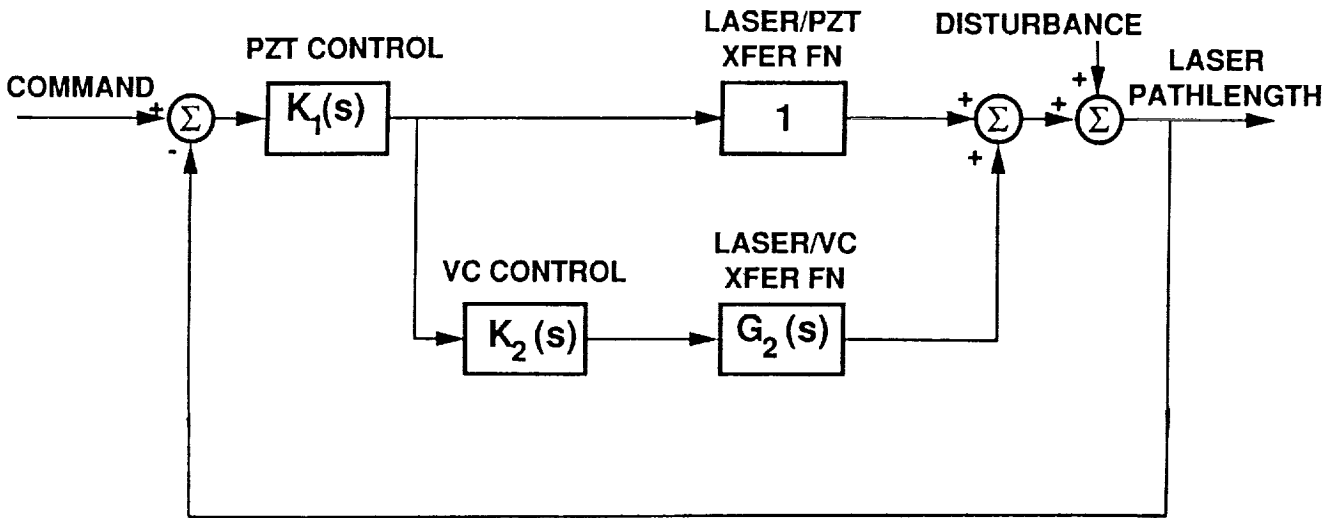 LASER/PZT
XFER FN
DISTURBANCE
PZT CONTROL
LASER
PATHLENGTH
COMMAND
+
Σ
-
K₁(s)
1
+
Σ
+
+
Σ
+
VC CONTROL
LASER/VC
XFER FN
K₂(s)
G₂(s)